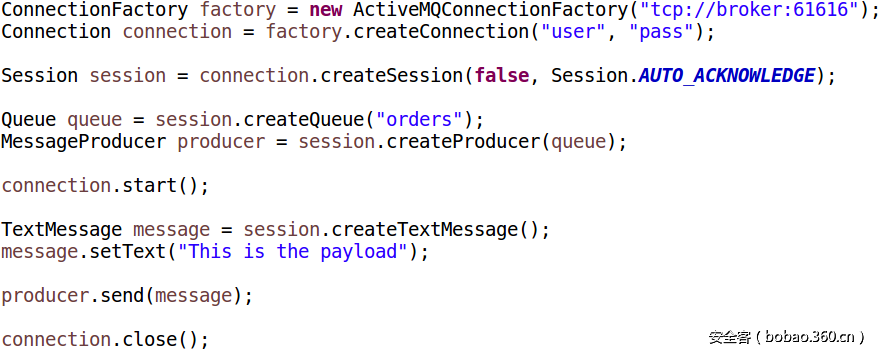 ConnectionFactory factory = new ActiveMQConnectionFactory("tcp://broker:61616");
Connection connection = factory.createConnection("user", "pass");
Session session = connection.createSession(false, Session.AUTO_ACKNOWLEDGE);
Queue queue = session.createQueue("orders");
MessageProducer producer = session.createProducer(queue);
connection.start();
TextMessage message = session.createTextMessage();
message.setText("This is the payload");
producer.send(message);
connection.close();
安全客 ( bobao.360.cn )